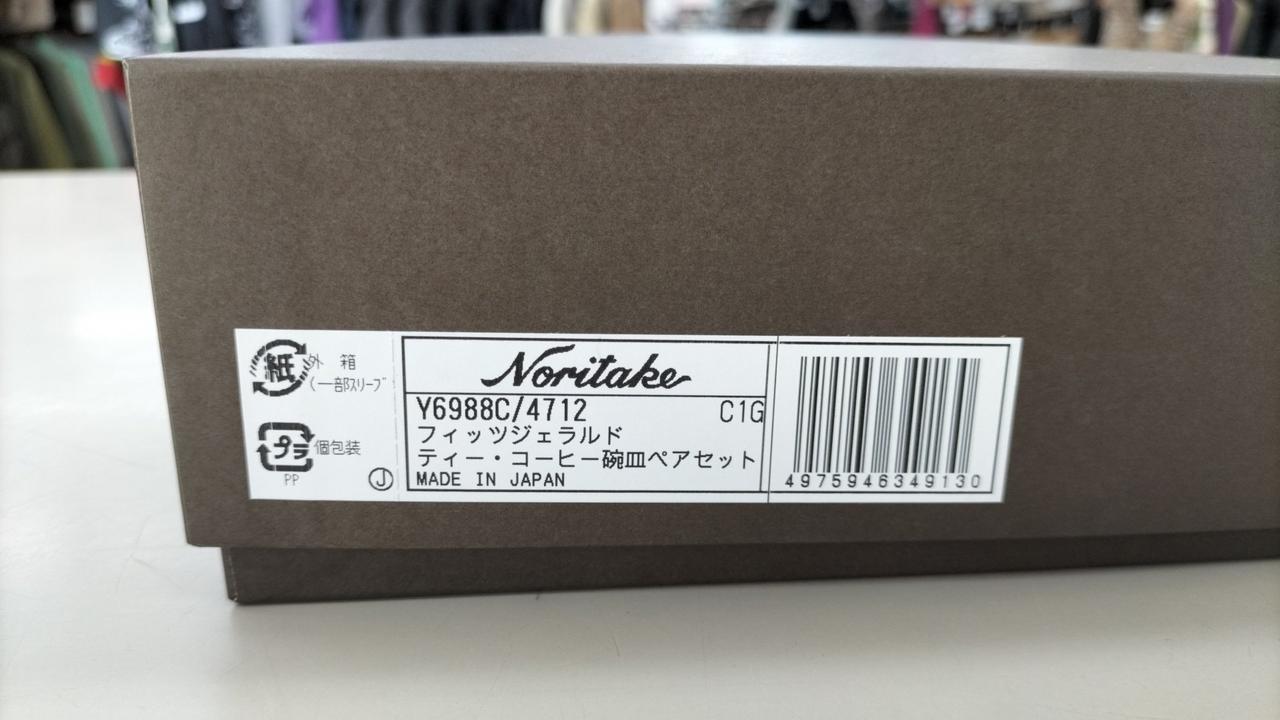 紙
外 箱
(一部スリーブ
プラ
個包装
PP
J
Noritake
Y6988C/4712 C1G
フィッツジェラルド
ティー・コーヒー碗皿ペアセット
MADE IN JAPAN
4975946349130